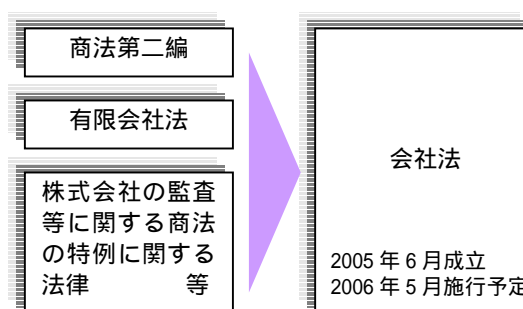 商法第二編
有限会社法
株式会社の監査
等に関する商法
の特例に関する
法律 等
会社法
2005年6月成立
2006年5月施行予定